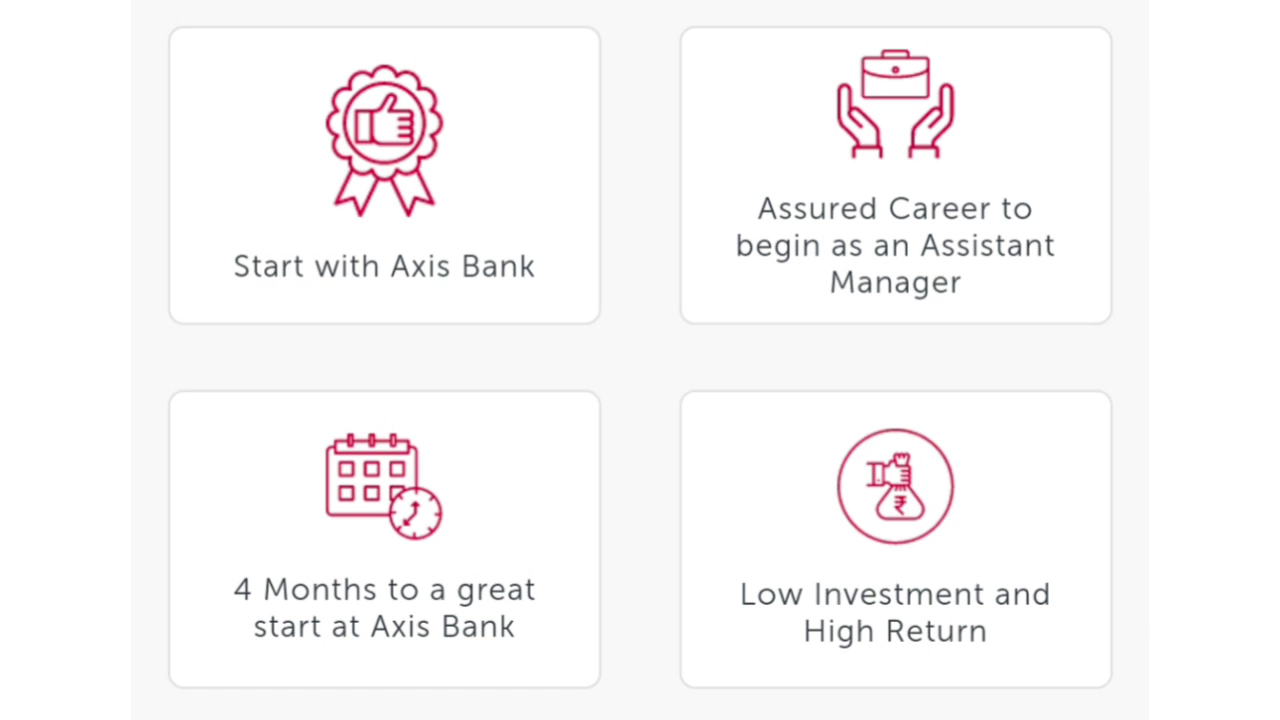 Start with Axis Bank
Assured Career to
begin as an Assistant
Manager
4 Months to a great
start at Axis Bank
₹
Low Investment and
High Return